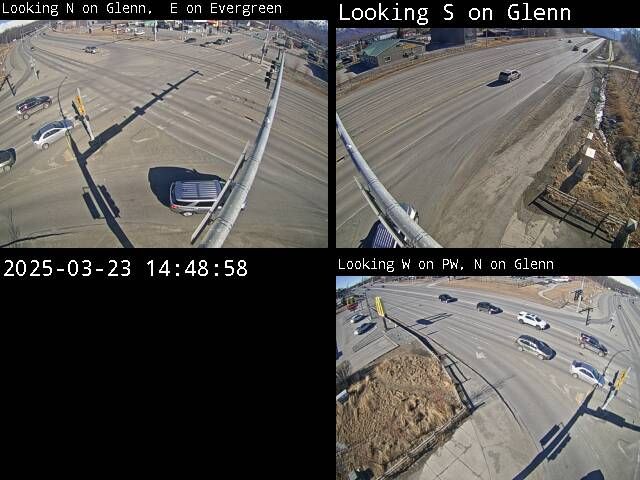 Looking N on Glenn, E on Evergreen
Looking S on Glenn
2025-03-23 14:48:58
Looking W on PW, N on Glenn